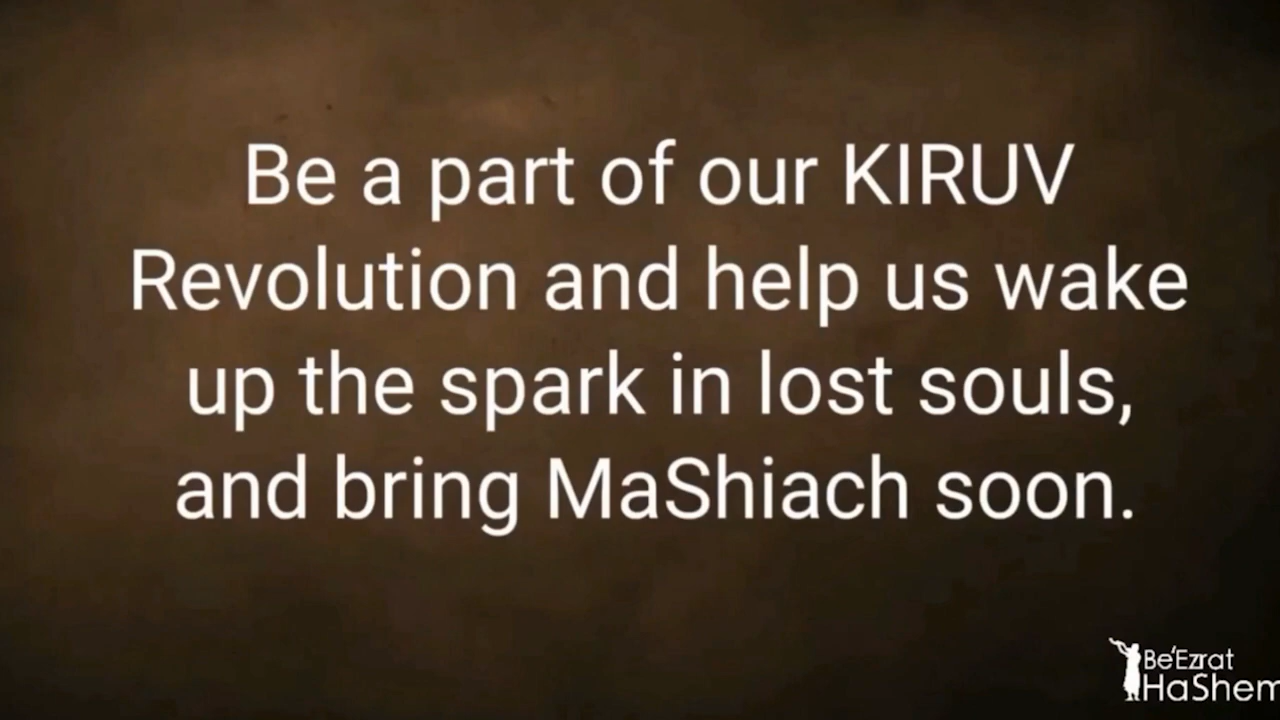 Be a part of our KIRUV
Revolution and help us wake
up the spark in lost souls,
and bring MaShiach soon.
Be'Ezrat
HaShem